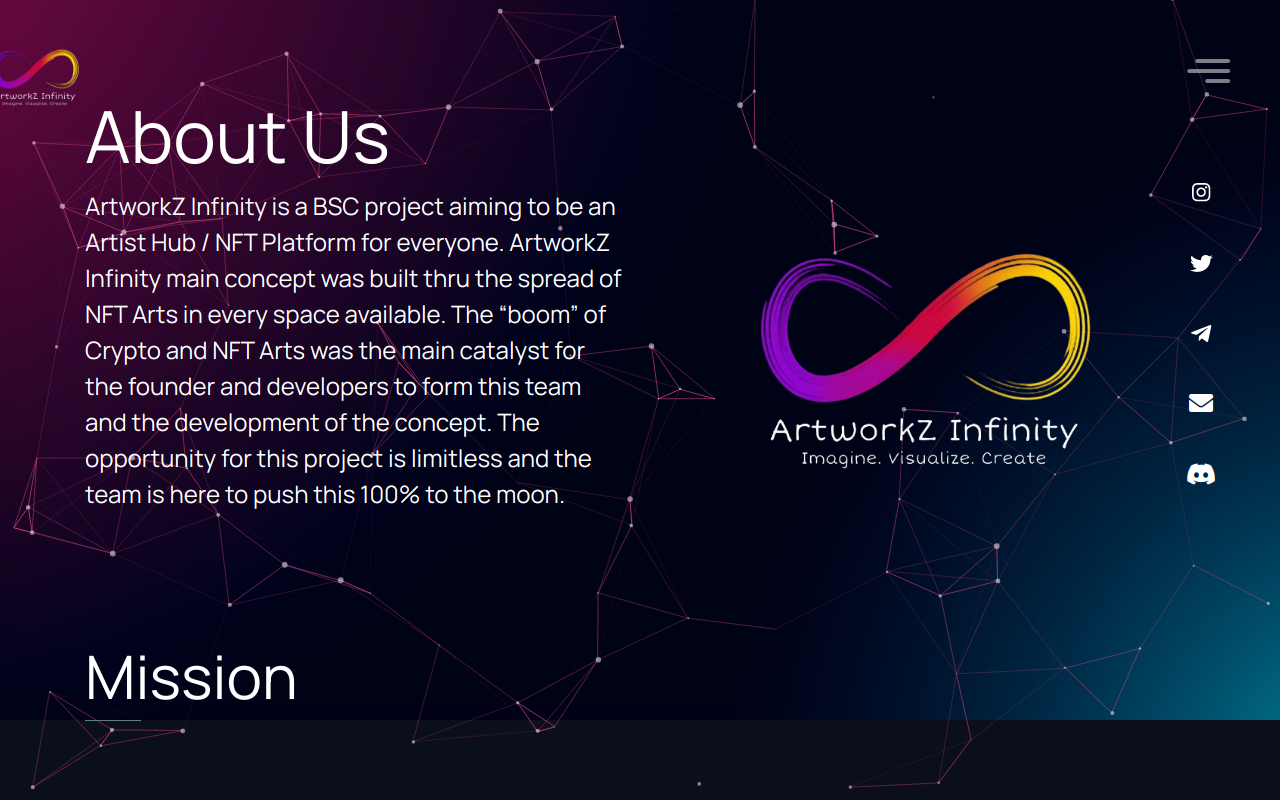 ArtworkZ Infinity
Imagine. Visualize. Create
About Us
ArtworkZ Infinity is a BSC project aiming to be an
Artist Hub / NFT Platform for everyone. ArtworkZ
Infinity main concept was built thru the spread of
NFT Arts in every space available. The “boom” of
Crypto and NFT Arts was the main catalyst for
the founder and developers to form this team
and the development of the concept. The
opportunity for this project is limitless and the
team is here to push this 100% to the moon.
ArtworkZ Infinity
Imagine. Visualize. Create
Mission